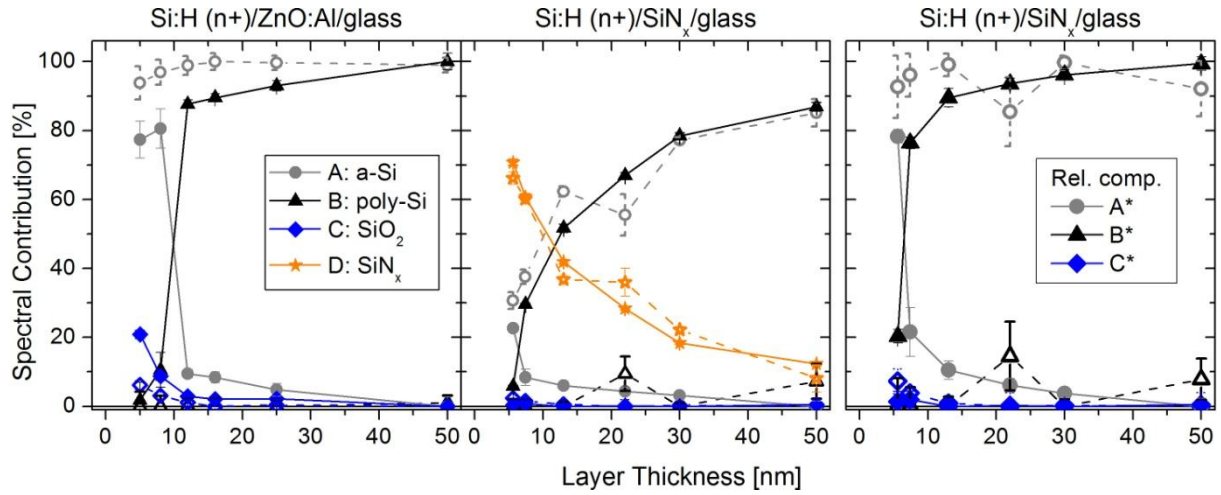 Si:H (n+)/ZnO:Al/glass
Si:H (n+)/SiNₓ/glass
Si:H (n+)/SiNₓ/glass
Spectral Contribution [%]
100
80
60
40
20
0
A: a-Si
B: poly-Si
C: SiO₂
D: SiNₓ
Rel. comp.
A*
B*
C*
0 10 20 30 40 50
0 10 20 30 40 50
0 10 20 30 40 50
Layer Thickness [nm]